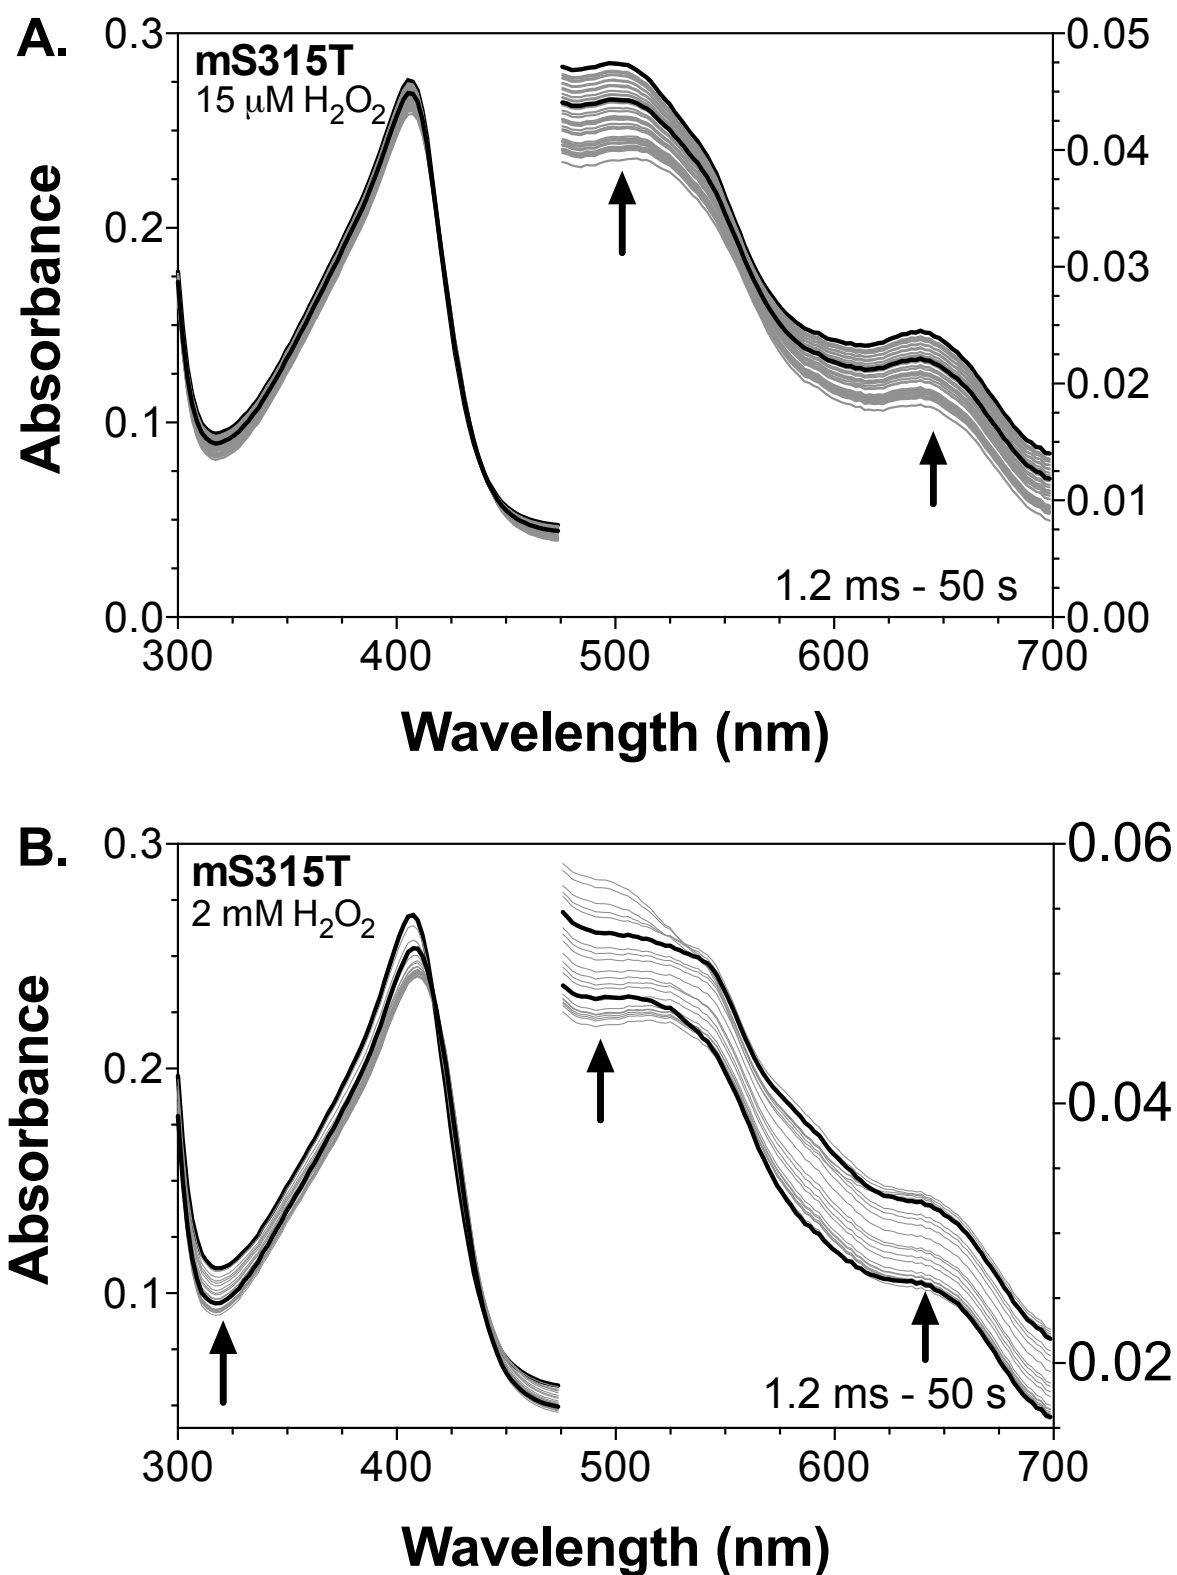 A.
mS315T
15 μM H₂O₂
0.3
0.2
0.1
0.0
0.05
0.04
0.03
0.02
0.01
0.00
1.2 ms - 50 s
300 400 500 600 700
Absorbance
Wavelength (nm)
B.
mS315T
2 mM H₂O₂
0.3
0.2
0.1
0.06
0.04
0.02
1.2 ms - 50 s
300 400 500 600 700
Absorbance
Wavelength (nm)